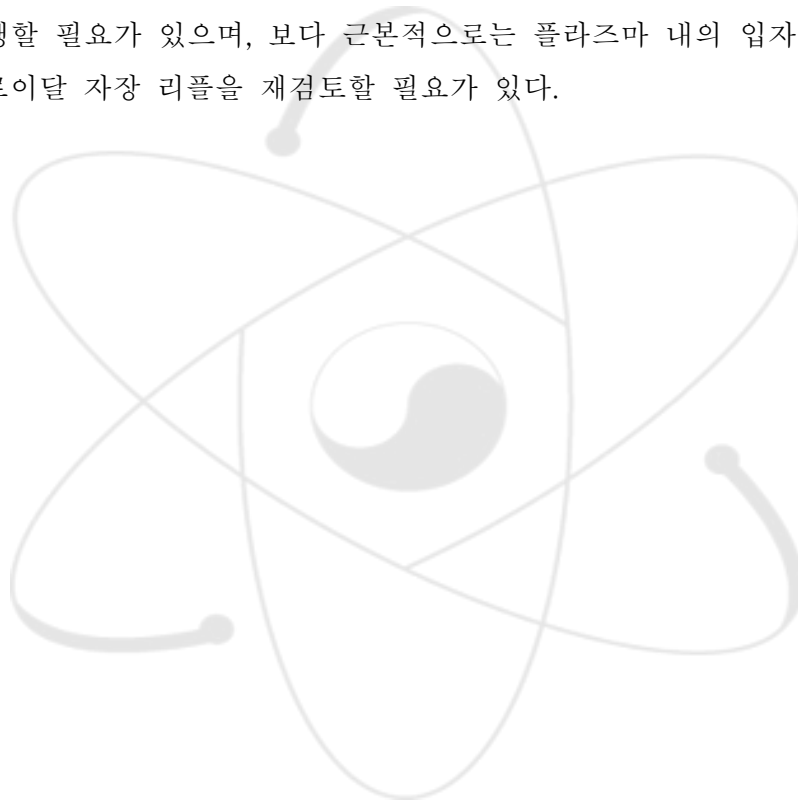 할 필요가 있으며, 보다 근본적으로는 플라즈마 내의 입자
이달 자장 리플을 재검토할 필요가 있다.